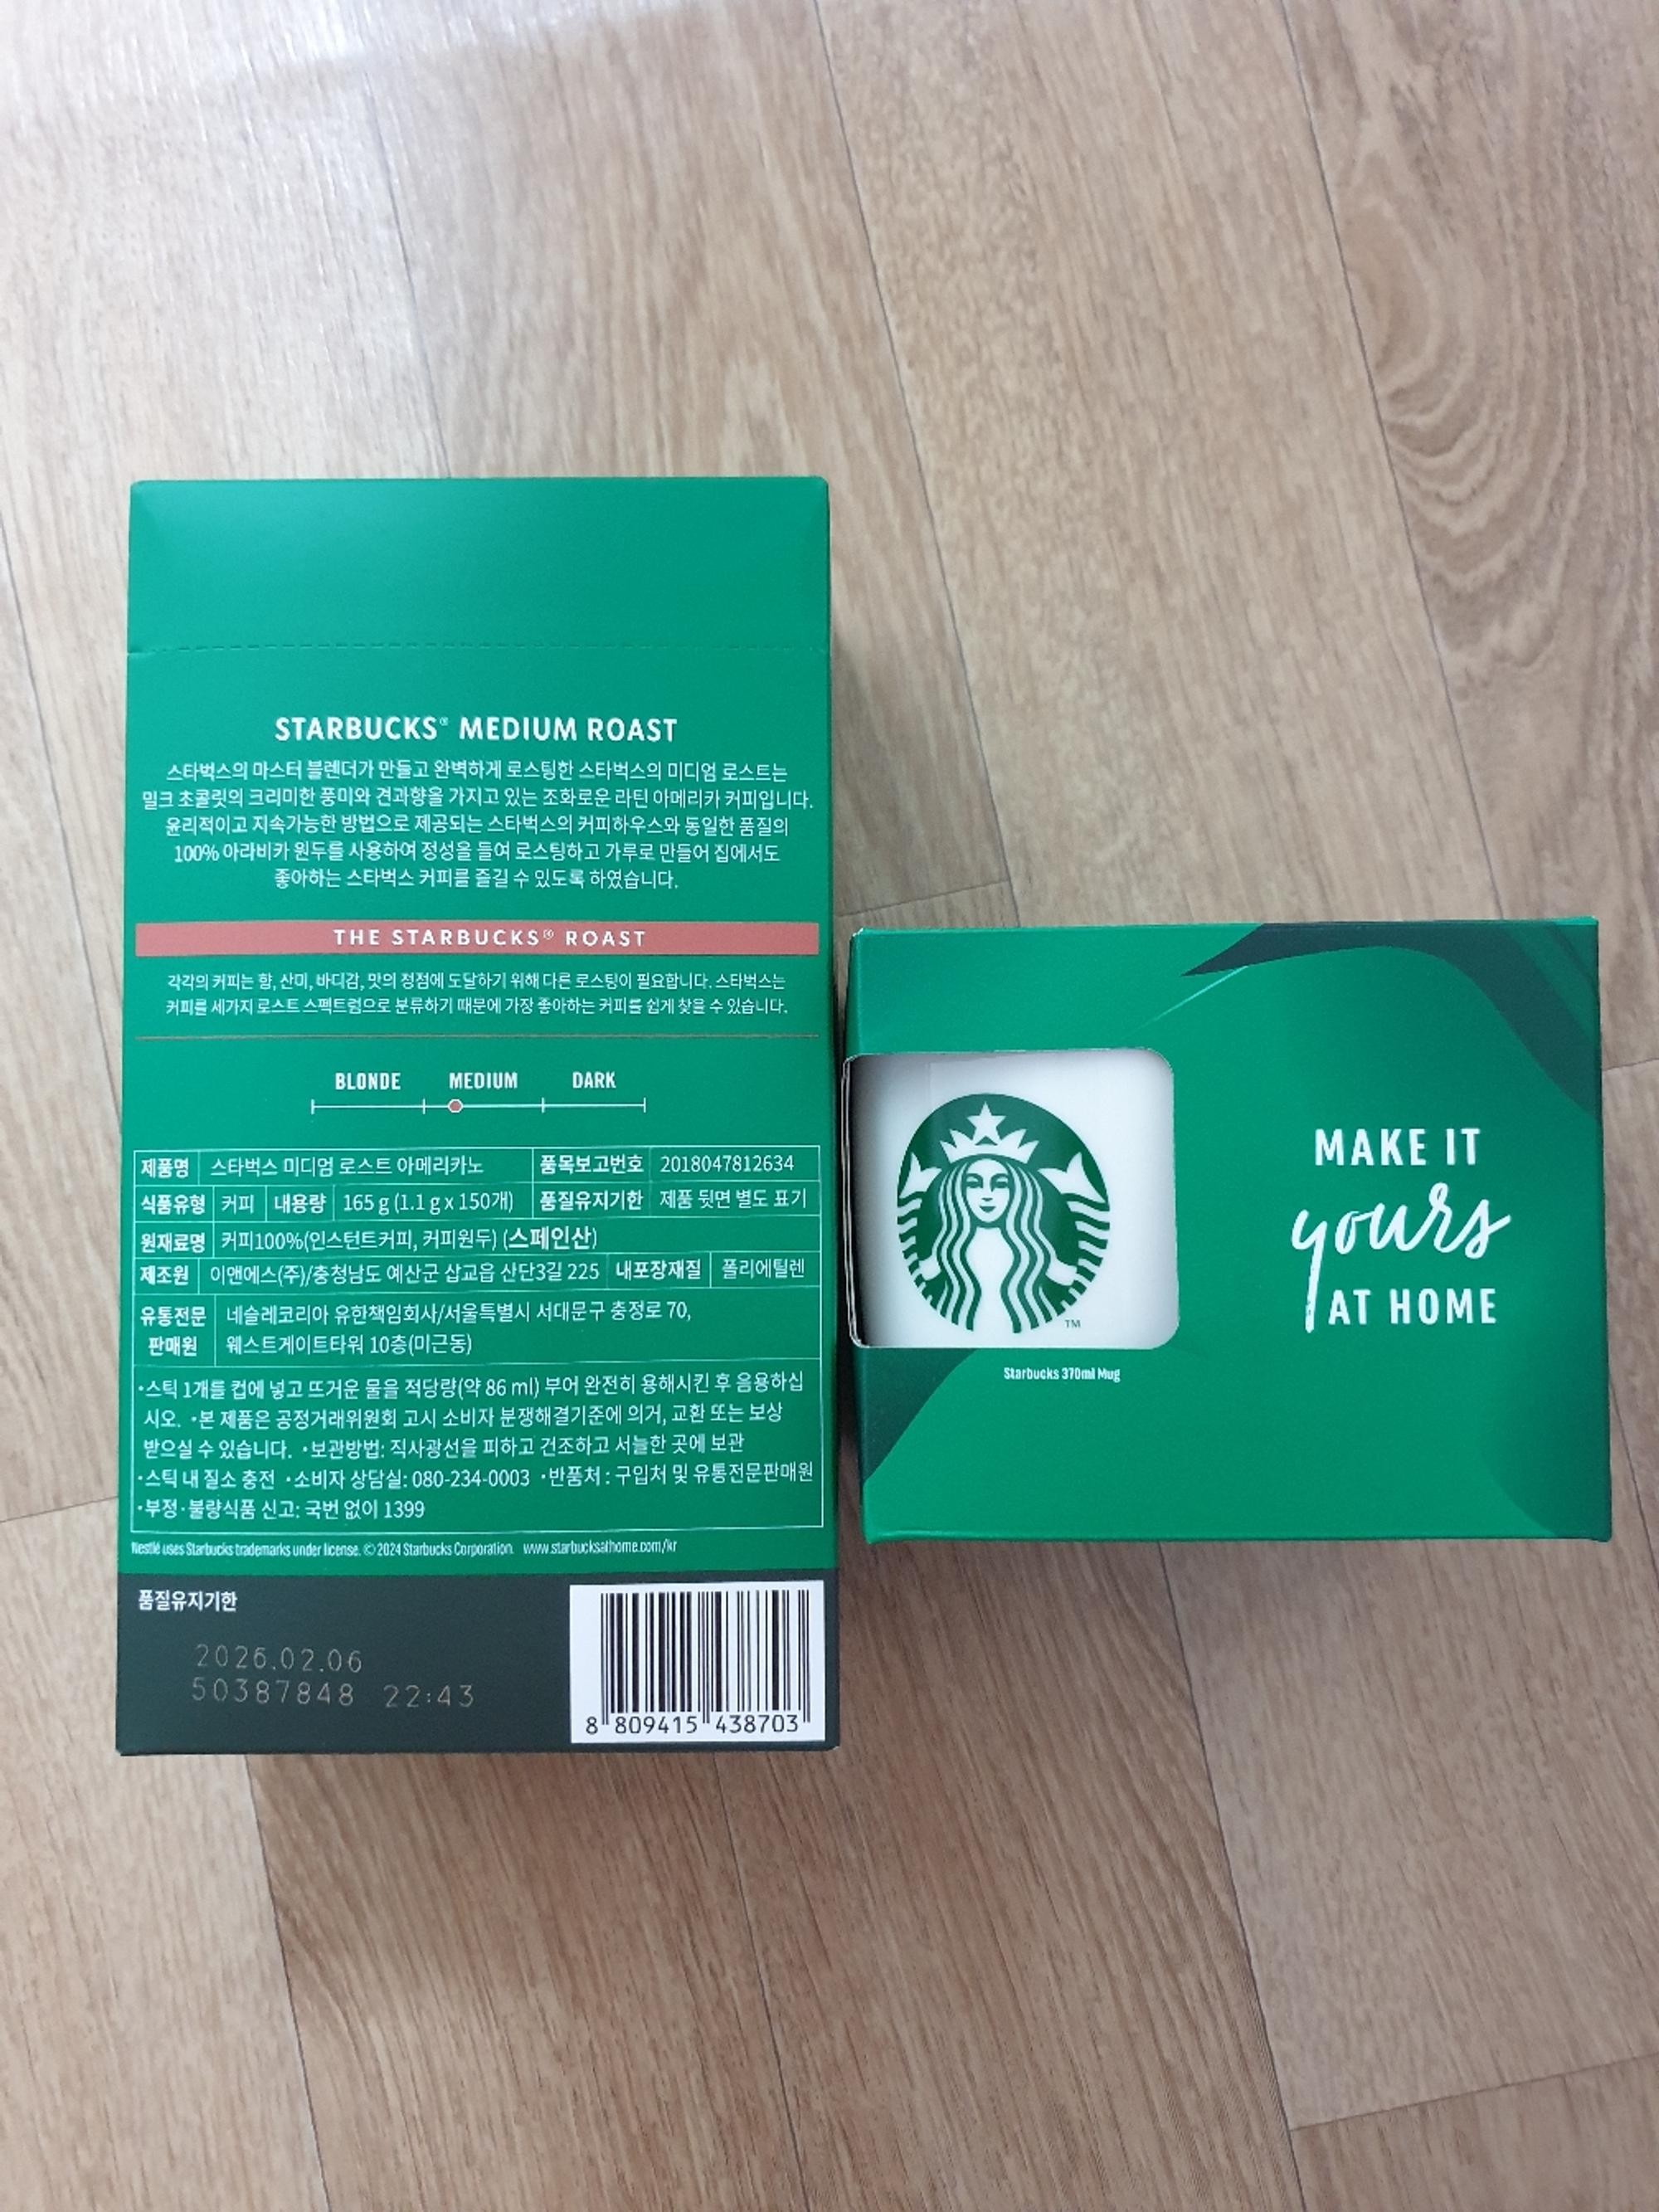 STARBUCKS® MEDIUM ROAST
스타벅스의 마스터 블렌더가 만들고 완벽하게 로스팅한 스타벅스의 미디엄 로스트는
밀크 초콜릿의 크리미한 풍미와 견과향을 가지고 있는 조화로운 라틴 아메리카 커피입니다.
윤리적이고 지속가능한 방법으로 제공되는 스타벅스의 커피하우스와 동일한 품질의
100% 아라비카 원두를 사용하여 정성을 들여 로스팅하고 가루로 만들어 집에서도
좋아하는 스타벅스 커피를 즐길 수 있도록 하였습니다.
THE STARBUCKS® ROAST
각각의 커피는 향, 산미, 바디감, 맛의 정점에 도달하기 위해 다른 로스팅이 필요합니다. 스타벅스는
커피를 세가지 로스트 스펙트럼으로 분류하기 때문에 가장 좋아하는 커피를 쉽게 찾을 수 있습니다.
BLONDE MEDIUM DARK
제품명 스타벅스 미디엄 로스트 아메리카노 품목보고번호 2018047812634
식품유형 커피 내용량 165 g (1.1 g x 150개) 품질유지기한 제품 뒷면 별도 표기
원재료명 커피100%(인스턴트커피, 커피원두) (스페인산)
제조원 이앤에스(주)/충청남도 예산군 삽교읍 산단3길 225 내포장재질 폴리에틸렌
유통전문 네슬레코리아 유한책임회사/서울특별시 서대문구 충정로 70,
판매원 웨스트게이트타워 10층(미근동)
•스틱 1개를 컵에 넣고 뜨거운 물을 적당량(약 86 ml) 부어 완전히 용해시킨 후 음용하십
시오. •본 제품은 공정거래위원회 고시 소비자 분쟁해결기준에 의거, 교환 또는 보상
받으실 수 있습니다. •보관방법: 직사광선을 피하고 건조하고 서늘한 곳에 보관
•스틱 내 질소 충전 •소비자 상담실: 080-234-0003 •반품처 : 구입처 및 유통전문판매원
•부정·불량식품 신고: 국번 없이 1399
Nestlé uses Starbucks trademarks under license. © 2024 Starbucks Corporation. www.starbucksathome.com/kr
품질유지기한
2026.02.06
50387848 22:43
8 809415 438703
TM
Starbucks 370ml Mug
MAKE IT
yours
AT HOME